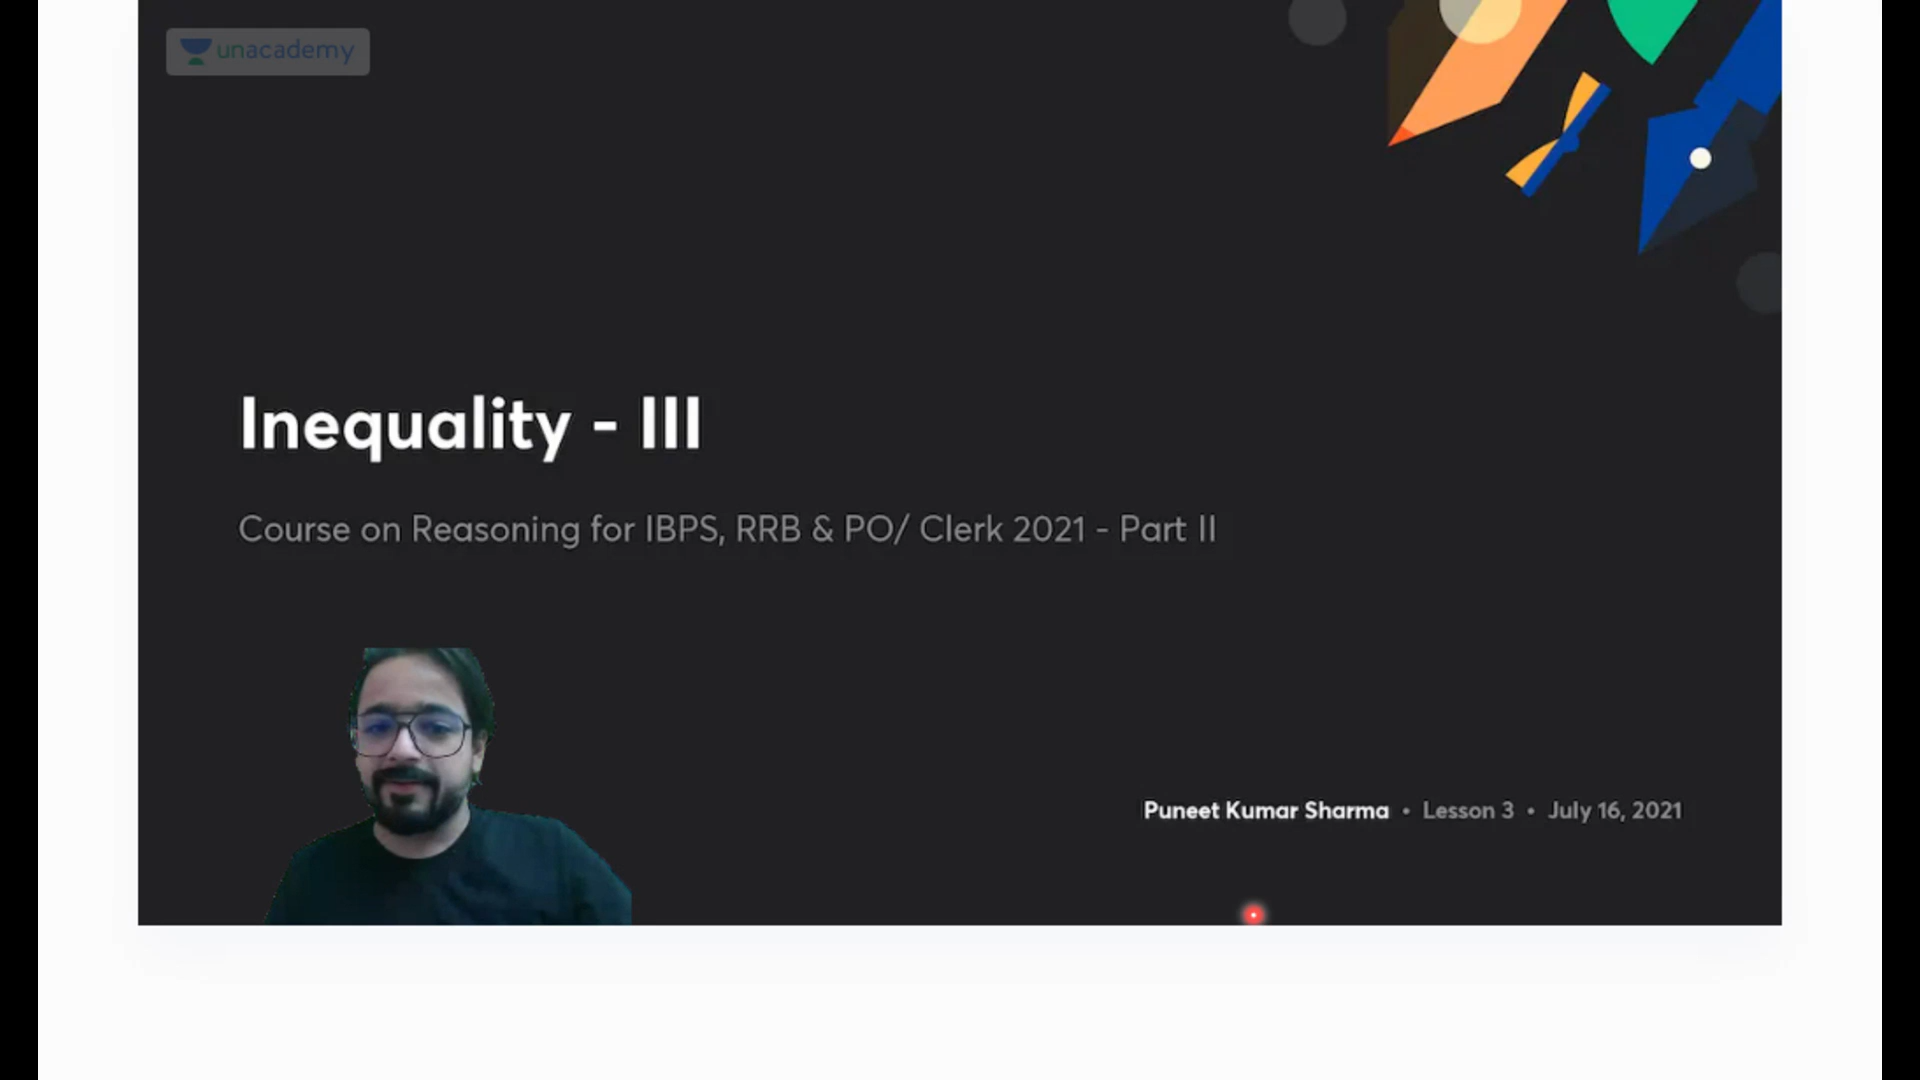 unacademy
Inequality - III
Course on Reasoning for IBPS, RRB & PO/ Clerk 2021 - Part II
Puneet Kumar Sharma • Lesson 3 • July 16, 2021